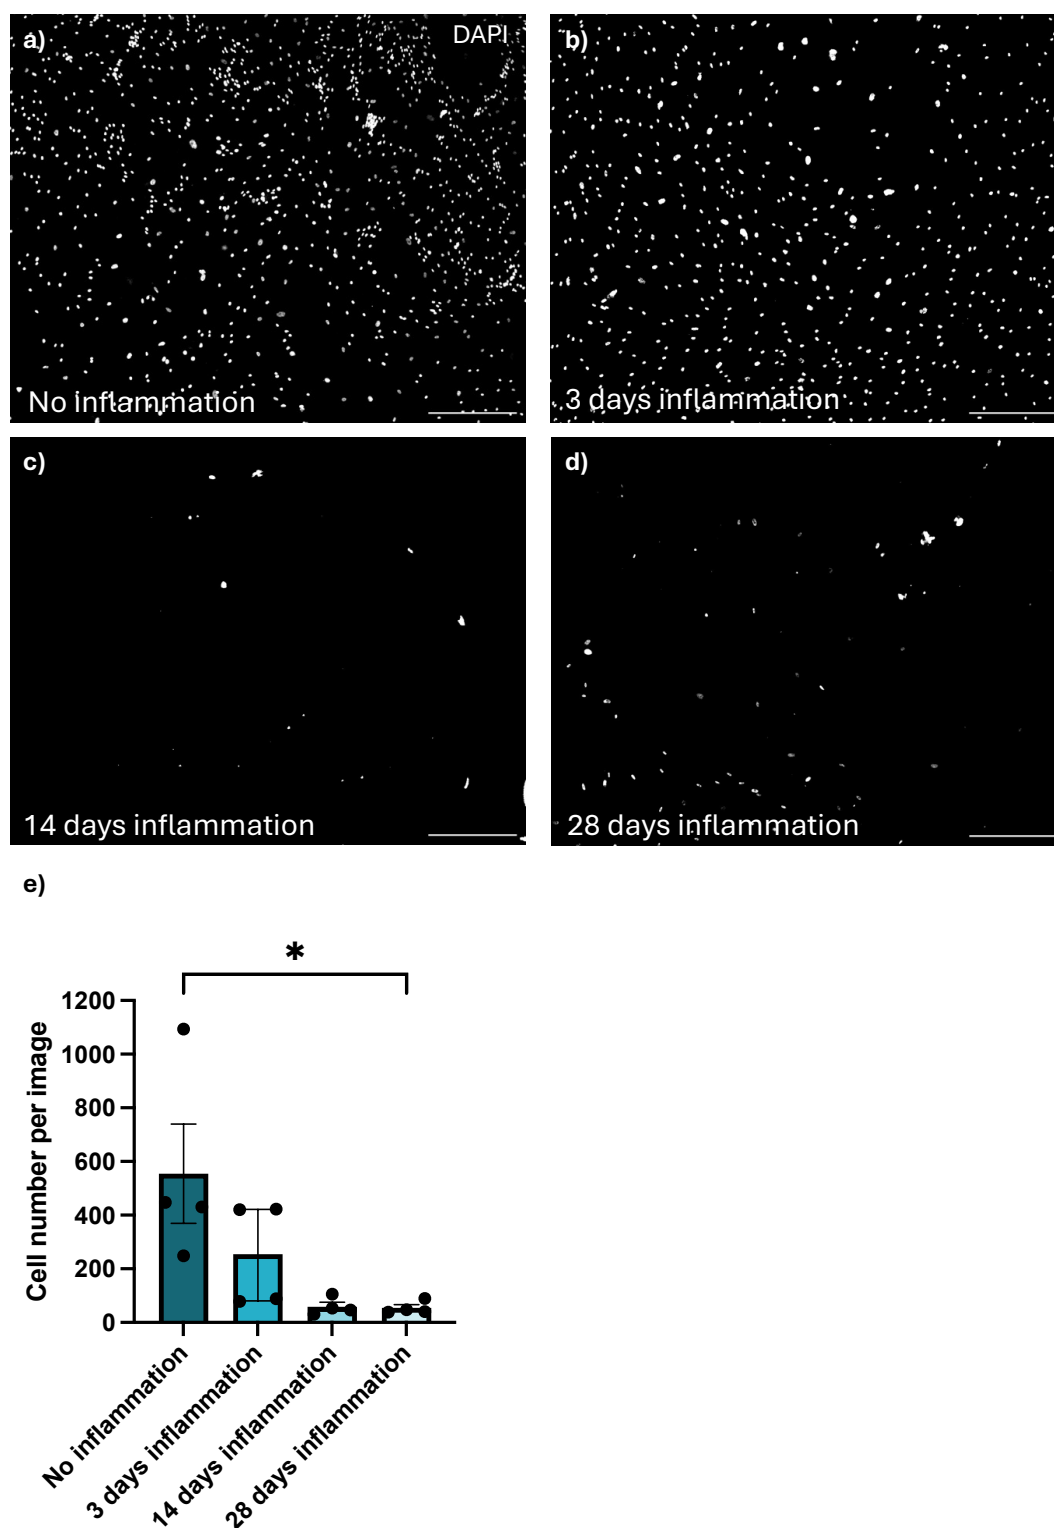 a)
DAPI
No inflammation
b)
3 days inflammation
c)
14 days inflammation
d)
28 days inflammation
e)
*
Cell number per image
1200
1000
800
600
400
200
0
No inflammation
3 days inflammation
14 days inflammation
28 days inflammation